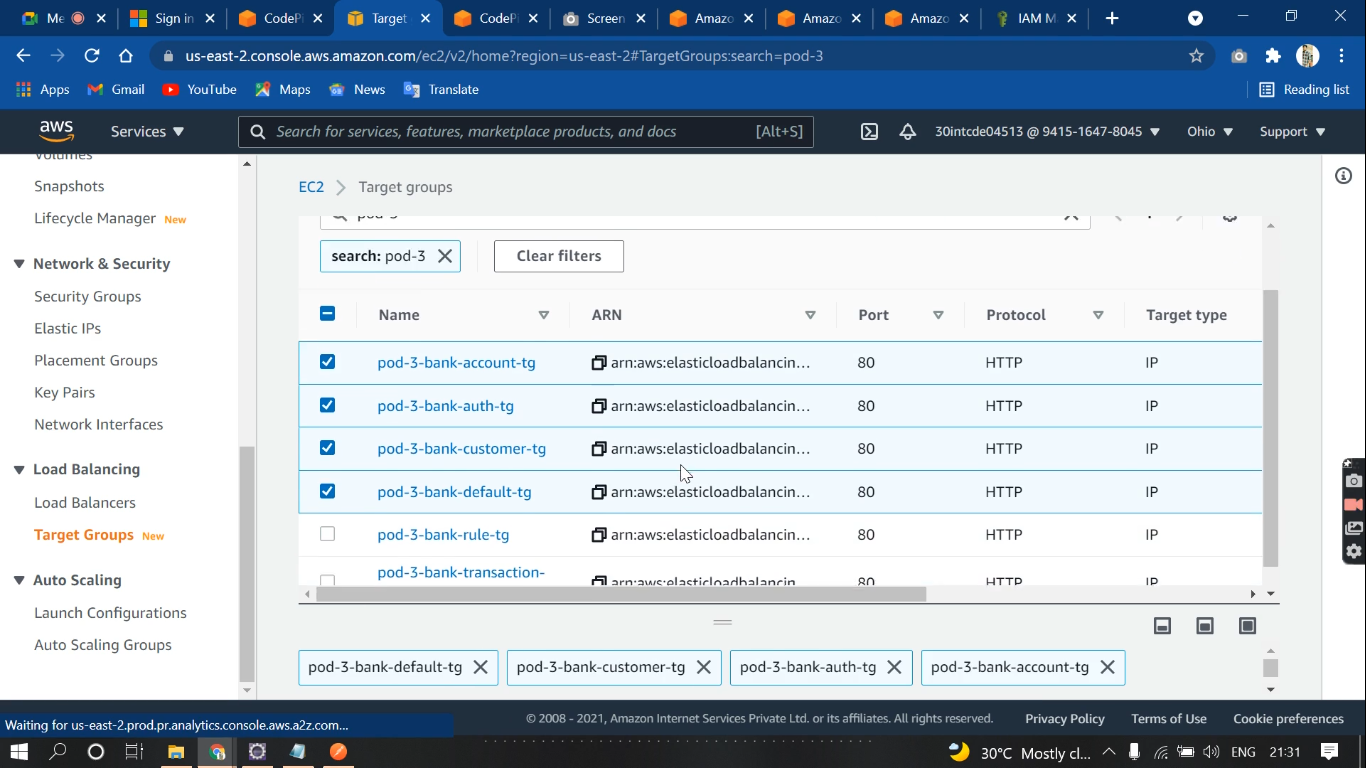 Me
Sign in
CodePi
Target
CodePi
Screen
Amazo
Amazo
Amazo
IAM M
us-east-2.console.aws.amazon.com/ec2/v2/home?region=us-east-2#TargetGroups:search=pod-3
Apps
Gmail
YouTube
Maps
News
Translate
Reading list
aws
Services
Search for services, features, marketplace products, and docs
[Alt+S]
30intcde04513 @ 9415-1647-8045
Ohio
Support
Volumes
Snapshots
Lifecycle Manager New
Network & Security
Security Groups
Elastic IPs
Placement Groups
Key Pairs
Network Interfaces
Load Balancing
Load Balancers
Target Groups New
Auto Scaling
Launch Configurations
Auto Scaling Groups
EC2 > Target groups
pod-3
search: pod-3
Clear filters
Name ARN Port Protocol Target type
pod-3-bank-account-tg arn:aws:elasticloadbalancin... 80 HTTP IP
pod-3-bank-auth-tg arn:aws:elasticloadbalancin... 80 HTTP IP
pod-3-bank-customer-tg arn:aws:elasticloadbalancin... 80 HTTP IP
pod-3-bank-default-tg arn:aws:elasticloadbalancin... 80 HTTP IP
pod-3-bank-rule-tg arn:aws:elasticloadbalancin... 80 HTTP IP
pod-3-bank-transaction-
arn:aws:elasticloadbalancin 80 HTTP IP
pod-3-bank-default-tg
pod-3-bank-customer-tg
pod-3-bank-auth-tg
pod-3-bank-account-tg
Waiting for us-east-2.prod.pr.analytics.console.aws.a2z.com...
© 2008 - 2021, Amazon Internet Services Private Ltd. or its affiliates. All rights reserved.
Privacy Policy
Terms of Use
Cookie preferences
30°C Mostly cl...
ENG
21:31